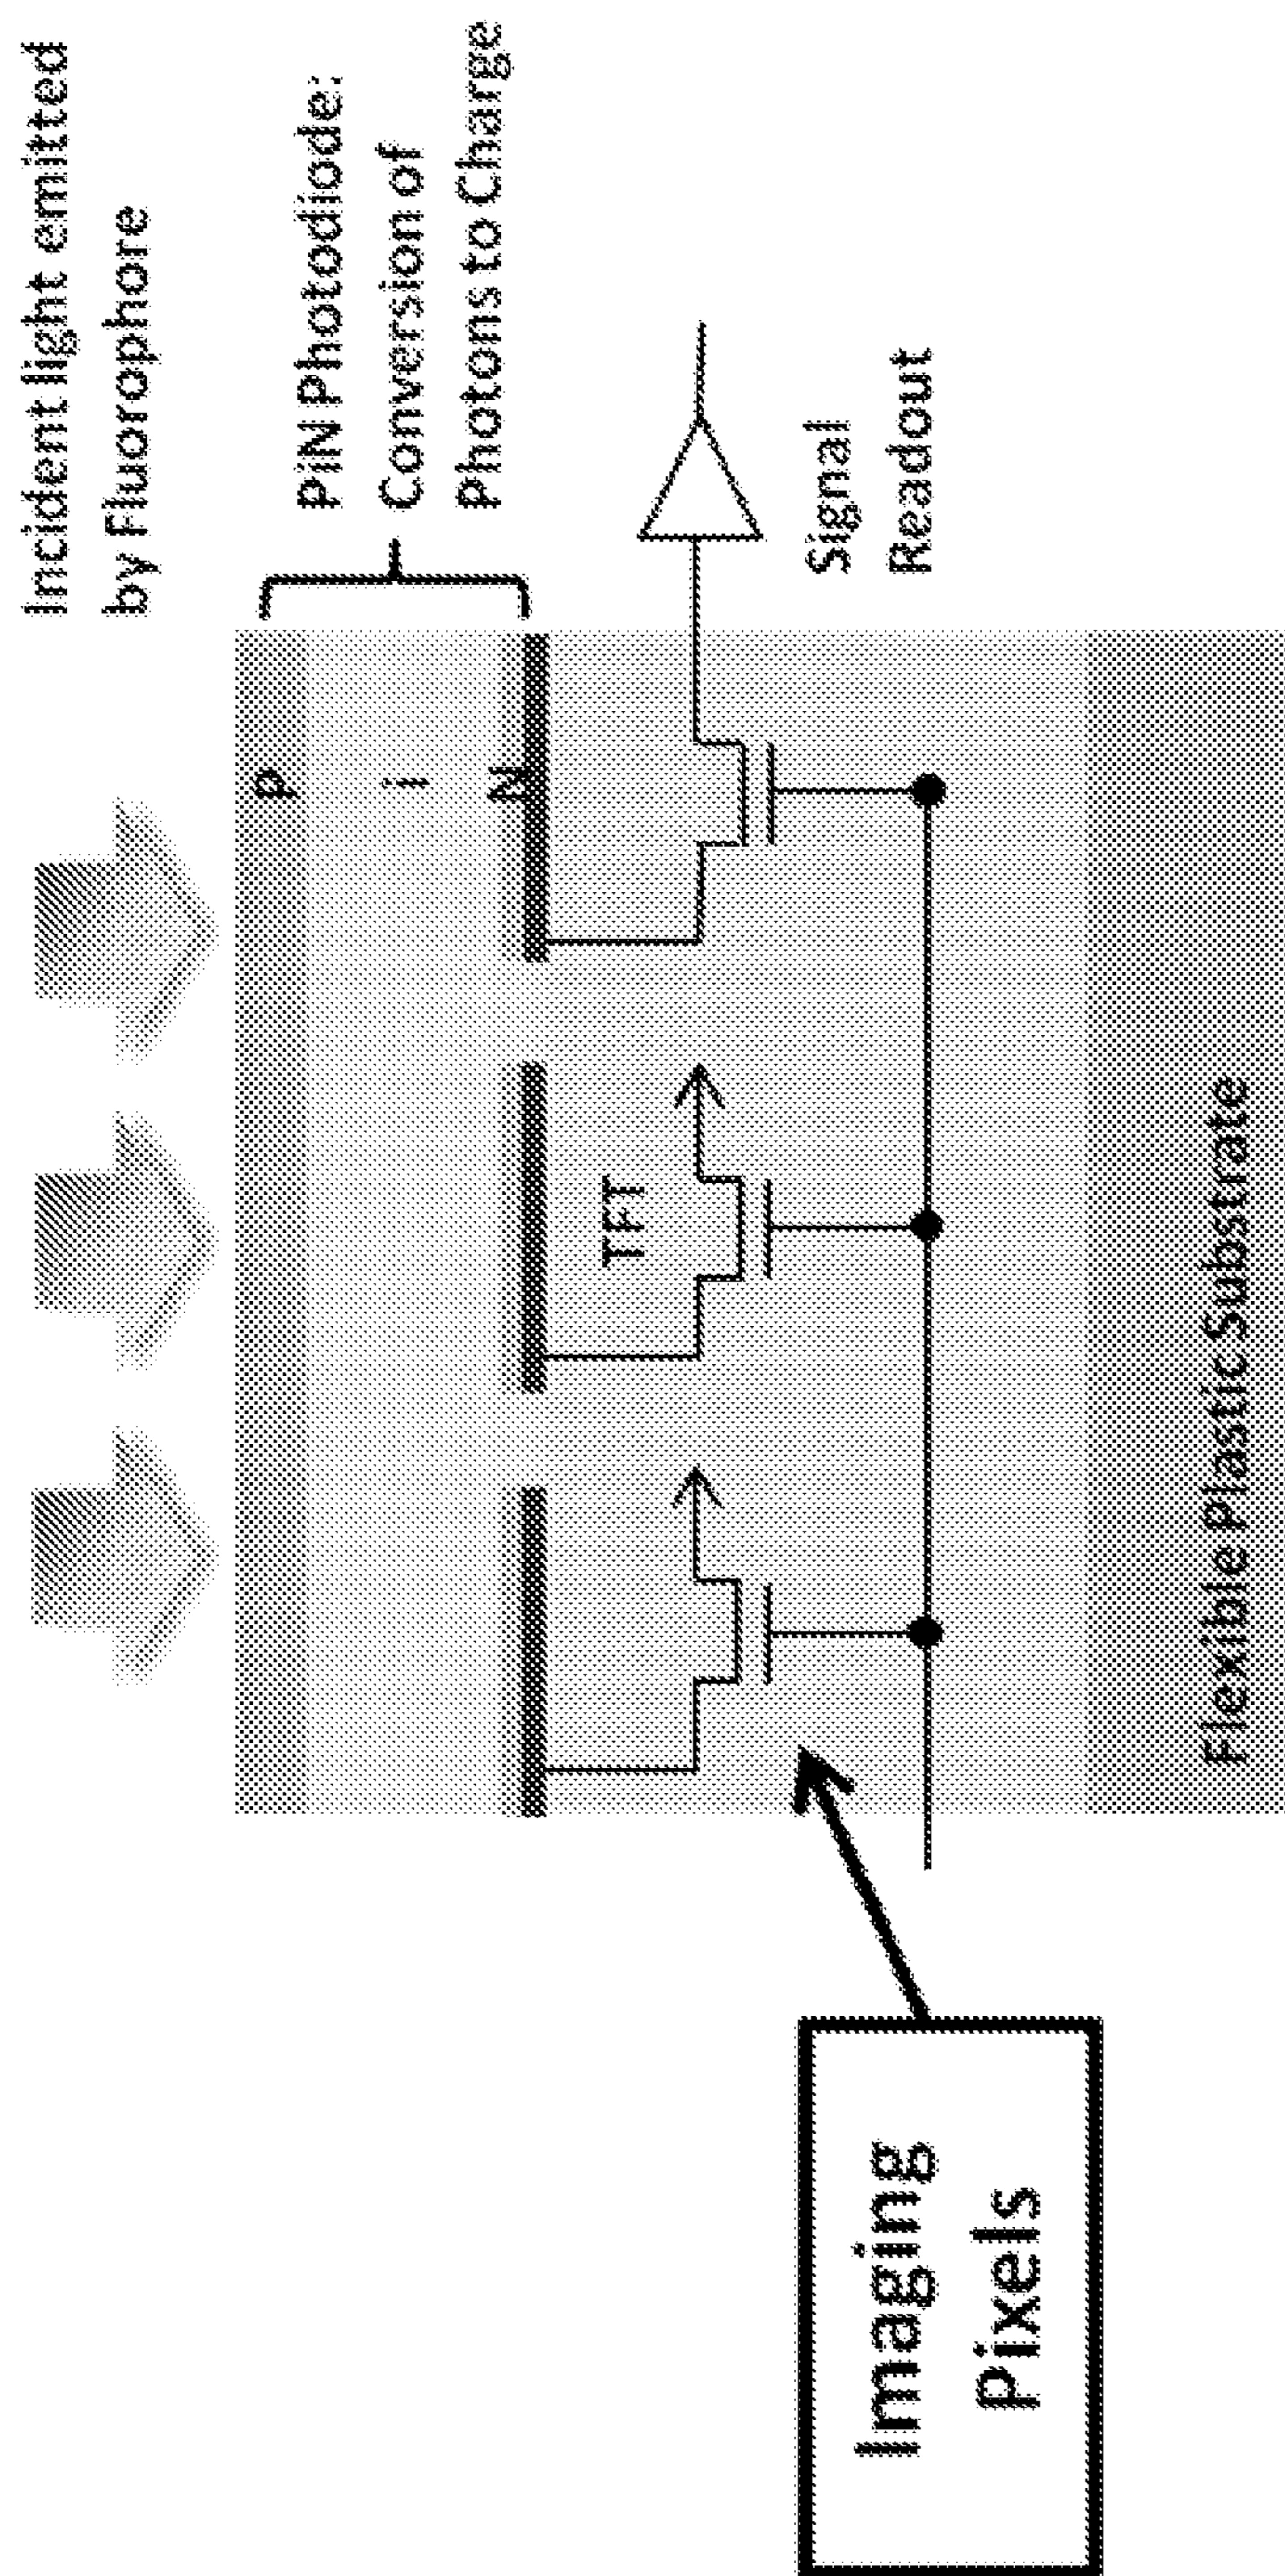 Incident light emitted
by Fluorophore
PiN Photodiode:
Conversion of
Photons to Charge
P
i
N
TFT
Signal
Readout
Flexible Plastic Substrate
Imaging
Pixels